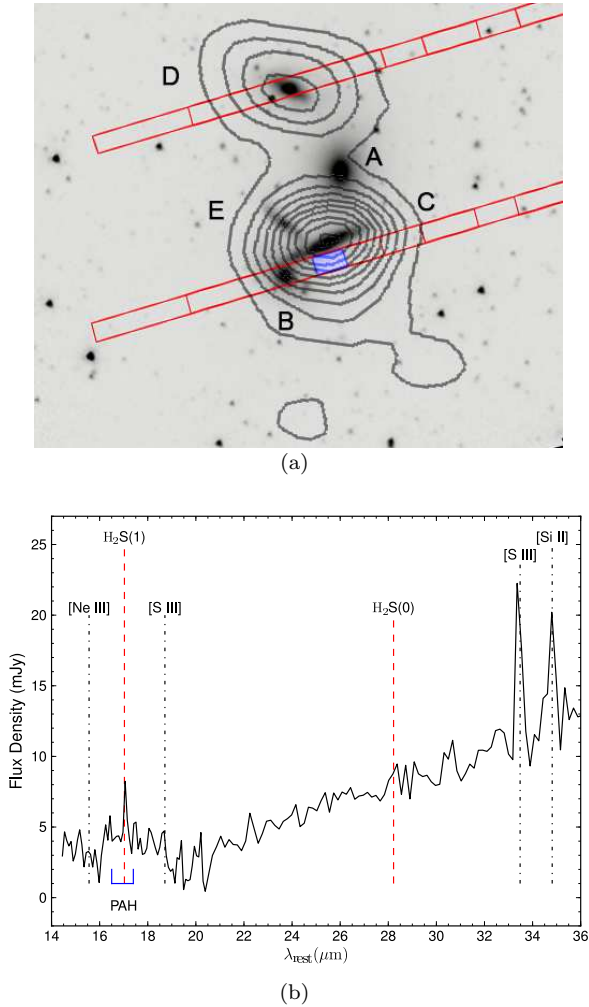 D
A
E
C
B
(a)
H₂S(1)
[Ne III]
[S III]
H₂S(0)
[S III]
[Si II]
PAH
Flux Density (mJy)
25
20
15
10
5
0
14 16 18 20 22 24 26 28 30 32 34 36
λrest(μm)
(b)